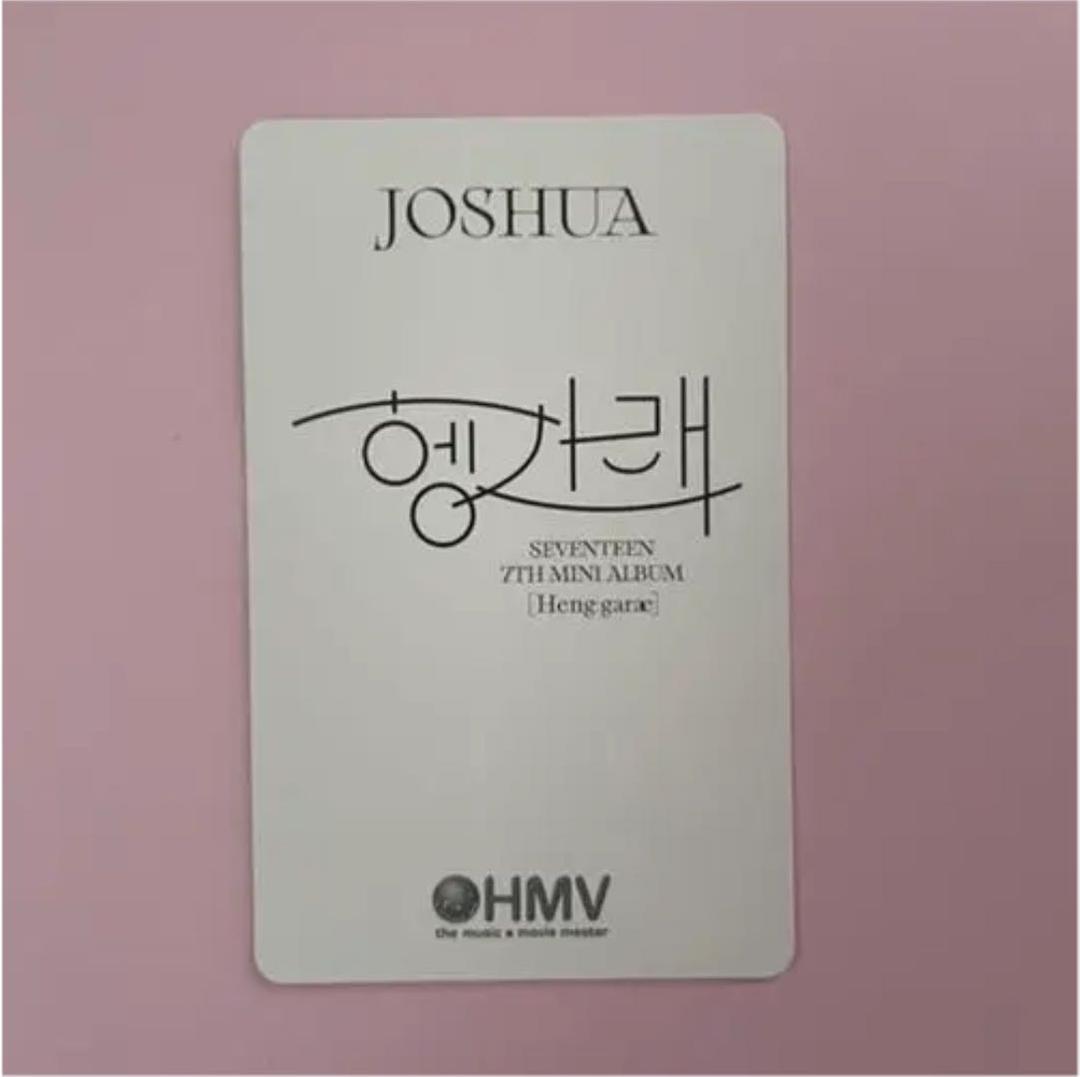 JOSHUA
헹가래
SEVENTEEN
7TH MINI ALBUM
[Heng:garæ]
HMV
the music & movie master